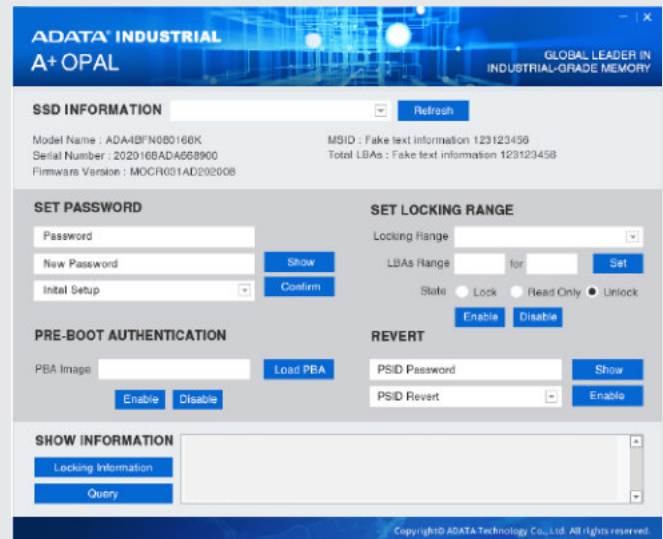 ADATA® INDUSTRIAL
A+ OPAL
GLOBAL LEADER IN
INDUSTRIAL-GRADE MEMORY
SSD INFORMATION
Refresh
Model Name : ADA4BFN080168K
Serial Number : 2020168ADA668900
Firmware Version : MOCR031AD202008
MSID : Fake text information 123123456
Total LBAs : Fake text information 123123456
SET PASSWORD
Password
New Password
Show
Inital Setup
Confirm
SET LOCKING RANGE
Locking Range
LBAs Range for Set
State Lock Read Only Unlock
Enable Disable
PRE-BOOT AUTHENTICATION
PBA Image Load PBA
Enable Disable
REVERT
PSID Password Show
PSID Revert Enable
SHOW INFORMATION
Locking Information
Query
Copyright© ADATA Technology Co., Ltd. All rights reserved.